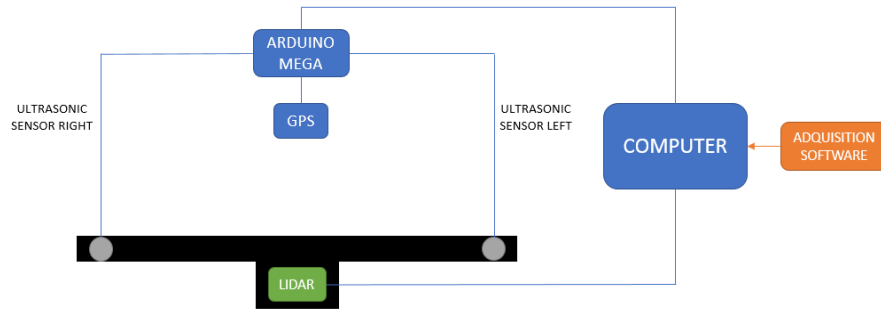 ARDUINO
MEGA
ULTRASONIC
SENSOR RIGHT
GPS
ULTRASONIC
SENSOR LEFT
COMPUTER
ADQUISITION
SOFTWARE
LIDAR